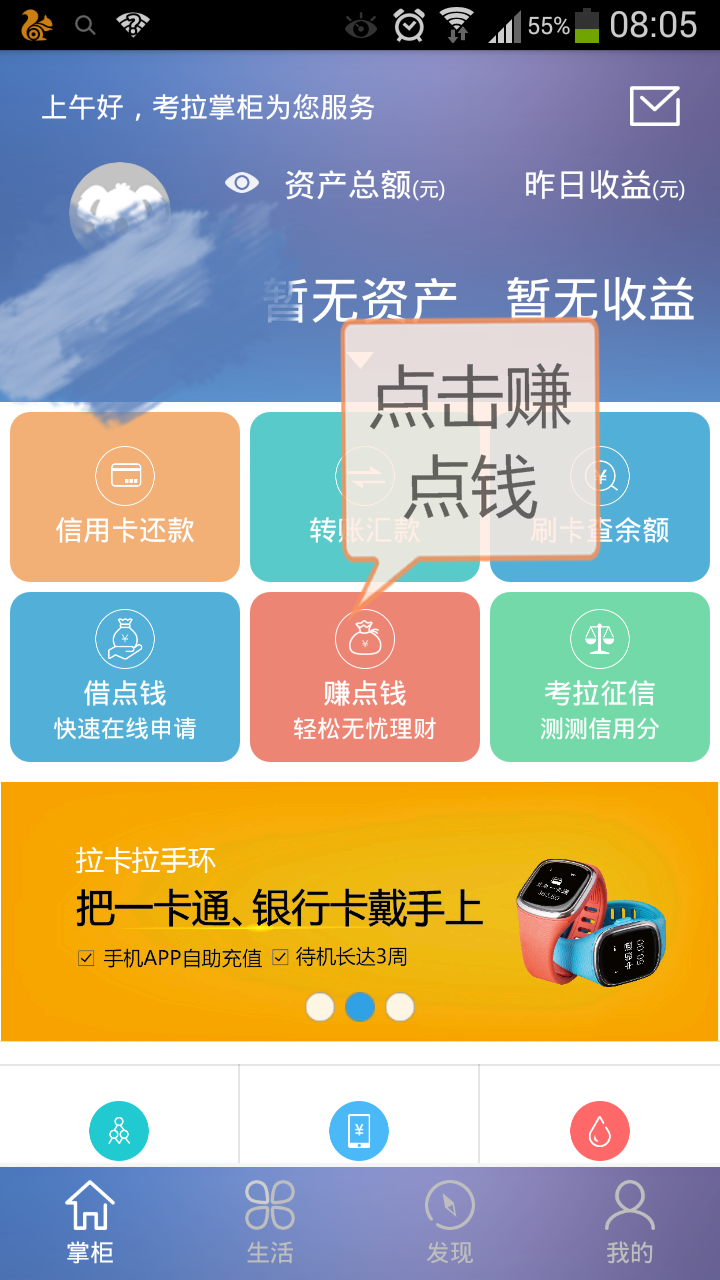 55% 08:05
上午好，考拉掌柜为您服务
资产总额(元) 昨日收益(元)
暂无资产 暂无收益
点击赚
点钱
信用卡还款 转账汇款 刷卡查余额
借点钱 赚点钱 考拉征信
快速在线申请 轻松无忧理财 测测信用分
拉卡拉手环
把一卡通、银行卡戴手上
手机APP自助充值 待机长达3周
掌柜 生活 发现 我的